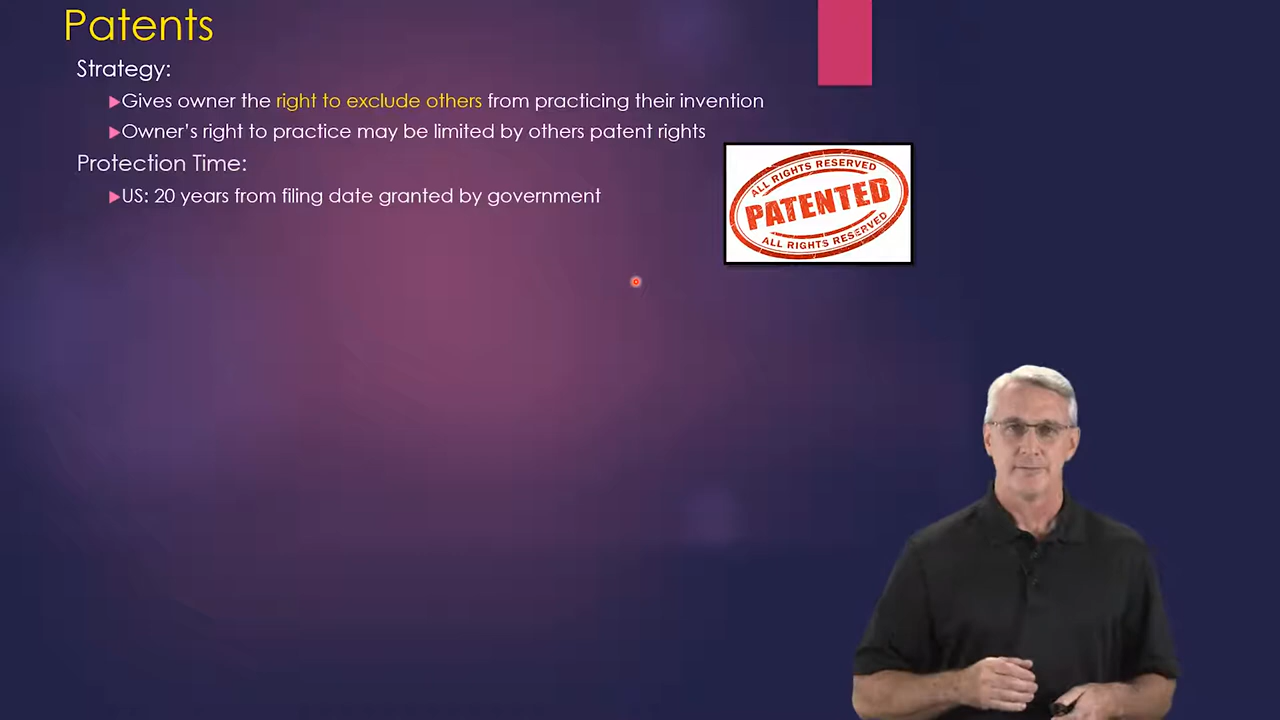 Patents
Strategy:
Gives owner the right to exclude others from practicing their invention
Owner's right to practice may be limited by others patent rights
Protection Time:
US: 20 years from filing date granted by government
ALL RIGHTS RESERVED
PATENTED
ALL RIGHTS RESERVED